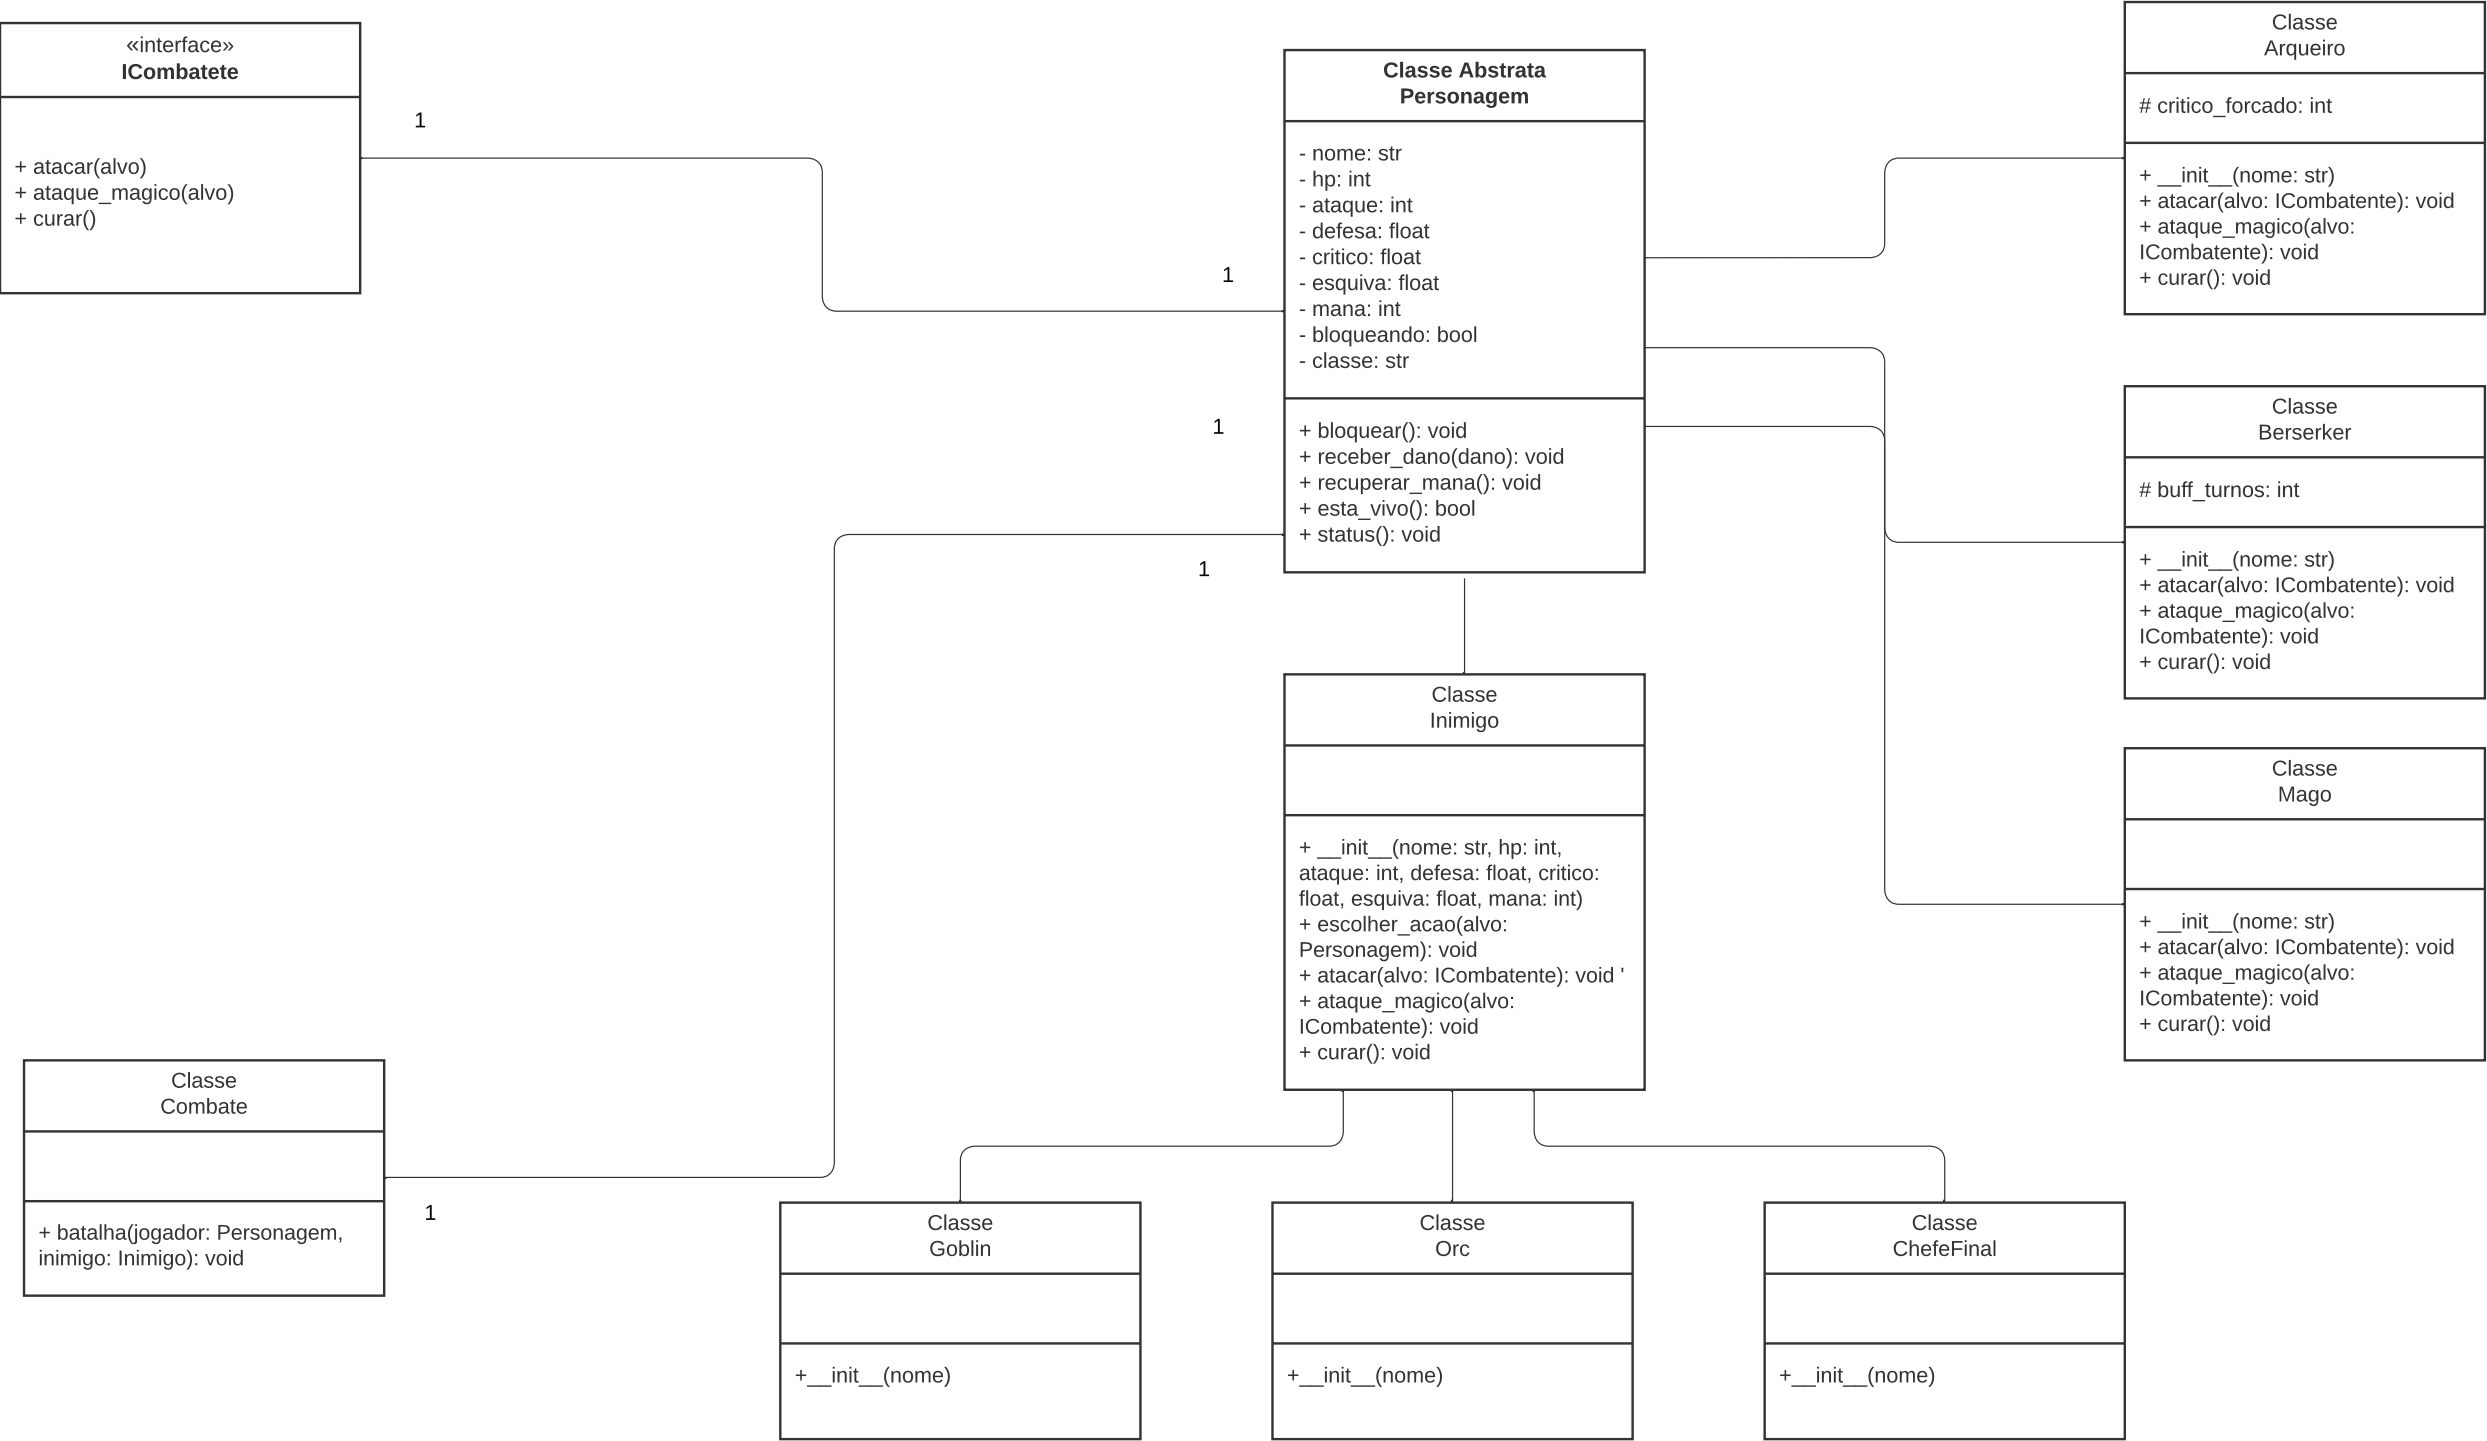 «interface»
ICombatete
+ atacar(alvo)
+ ataque_magico(alvo)
+ curar()
1
1
Classe Abstrata
Personagem
- nome: str
- hp: int
- ataque: int
- defesa: float
- critico: float
- esquiva: float
- mana: int
- bloqueando: bool
- classe: str
+ bloquear(): void
+ receber_dano(dano): void
+ recuperar_mana(): void
+ esta_vivo(): bool
+ status(): void
1
1
Classe
Arqueiro
# critico_forcado: int
+ __init__(nome: str)
+ atacar(alvo: ICombatente): void
+ ataque_magico(alvo:
ICombatente): void
+ curar(): void
Classe
Berserker
# buff_turnos: int
+ __init__(nome: str)
+ atacar(alvo: ICombatente): void
+ ataque_magico(alvo:
ICombatente): void
+ curar(): void
Classe
Mago
+ __init__(nome: str)
+ atacar(alvo: ICombatente): void
+ ataque_magico(alvo:
ICombatente): void
+ curar(): void
Classe
Inimigo
+ __init__(nome: str, hp: int,
ataque: int, defesa: float, critico:
float, esquiva: float, mana: int)
+ escolher_acao(alvo:
Personagem): void
+ atacar(alvo: ICombatente): void '
+ ataque_magico(alvo:
ICombatente): void
+ curar(): void
Classe
Combate
+ batalha(jogador: Personagem,
inimigo: Inimigo): void
1
Classe
Goblin
+__init__(nome)
Classe
Orc
+__init__(nome)
Classe
ChefeFinal
+__init__(nome)